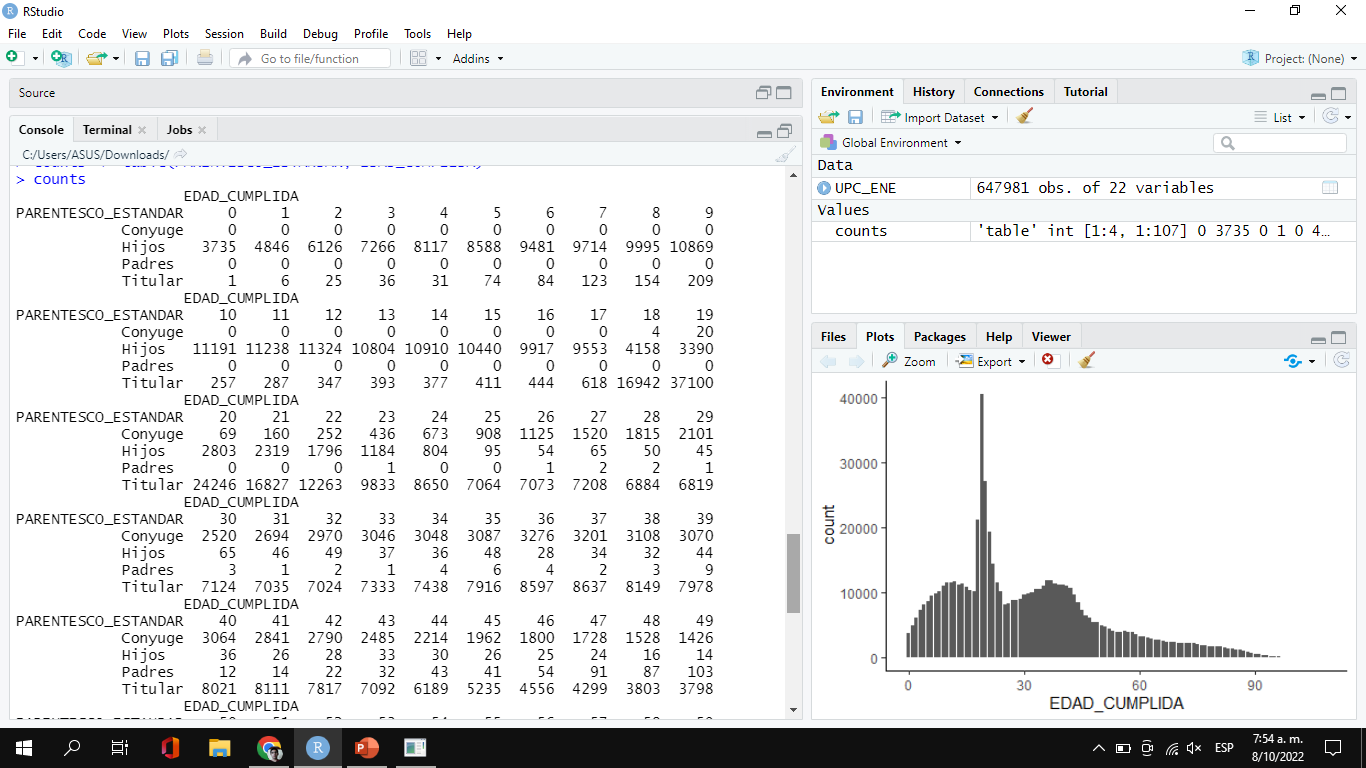 RStudio
File Edit Code View Plots Session Build Debug Profile Tools Help
Go to file/function Addins Project: (None)
Source
Console Terminal Jobs
C:/Users/ASUS/Downloads/
> counts
EDAD_CUMPLIDA
PARENTESCO_ESTANDAR 0 1 2 3 4 5 6 7 8 9
Conyuge 0 0 0 0 0 0 0 0 0 0
Hijos 3735 4846 6126 7266 8117 8588 9481 9714 9995 10869
Padres 0 0 0 0 0 0 0 0 0 0
Titular 1 6 25 36 31 74 84 123 154 209
EDAD_CUMPLIDA
PARENTESCO_ESTANDAR 10 11 12 13 14 15 16 17 18 19
Conyuge 0 0 0 0 0 0 0 0 4 20
Hijos 11191 11238 11324 10804 10910 10440 9917 9553 4158 3390
Padres 0 0 0 0 0 0 0 0 0 0
Titular 257 287 347 393 377 411 444 618 16942 37100
EDAD_CUMPLIDA
PARENTESCO_ESTANDAR 20 21 22 23 24 25 26 27 28 29
Conyuge 69 160 252 436 673 908 1125 1520 1815 2101
Hijos 2803 2319 1796 1184 804 95 54 65 50 45
Padres 0 0 0 1 0 0 1 2 2 1
Titular 24246 16827 12263 9833 8650 7064 7073 7208 6884 6819
EDAD_CUMPLIDA
PARENTESCO_ESTANDAR 30 31 32 33 34 35 36 37 38 39
Conyuge 2520 2694 2970 3046 3048 3087 3276 3201 3108 3070
Hijos 65 46 49 37 36 48 28 34 32 44
Padres 3 1 2 1 4 6 4 2 3 9
Titular 7124 7035 7024 7333 7438 7916 8597 8637 8149 7978
EDAD_CUMPLIDA
PARENTESCO_ESTANDAR 40 41 42 43 44 45 46 47 48 49
Conyuge 3064 2841 2790 2485 2214 1962 1800 1728 1528 1426
Hijos 36 26 28 33 30 26 25 24 16 14
Padres 12 14 22 32 43 41 54 91 87 103
Titular 8021 8111 7817 7092 6189 5235 4556 4299 3803 3798
EDAD_CUMPLIDA
Environment History Connections Tutorial
Import Dataset List
Global Environment
Data
UPC_ENE 647981 obs. of 22 variables
Values
counts 'table' int [1:4, 1:107] 0 3735 0 1 0 4…
Files Plots Packages Help Viewer
Zoom Export
40000
30000
20000
10000
0
count
0 30 60 90
EDAD_CUMPLIDA
ESP
7:54 a. m.
8/10/2022